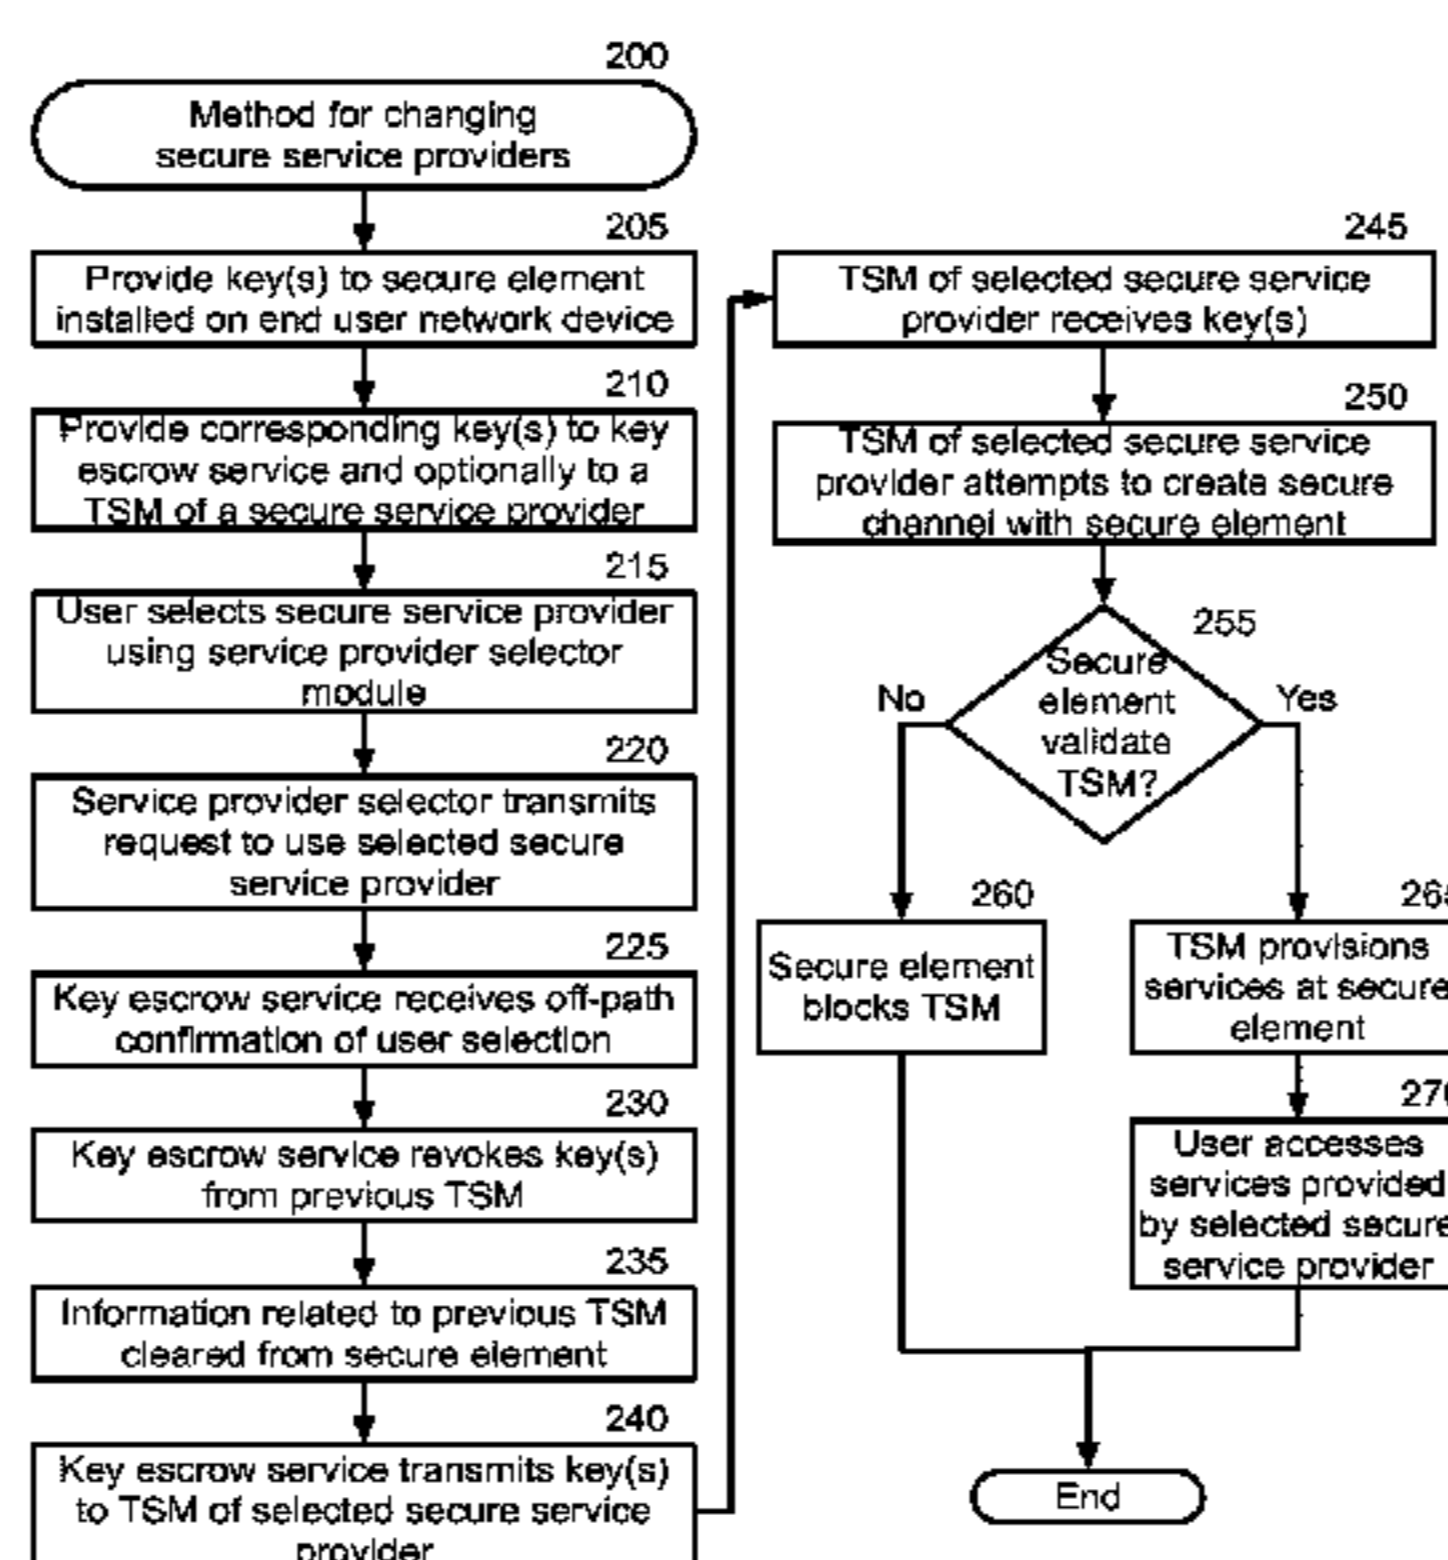 200
Method for changing
secure service providers
205
Provide key(s) to secure element
installed on end user network device
210
Provide corresponding key(s) to key
escrow service and optionally to a
TSM of a secure service provider
215
User selects secure service provider
using service provider selector
module
220
Service provider selector transmits
request to use selected secure
service provider
225
Key escrow service receives off-path
confirmation of user selection
230
Key escrow service revokes key(s)
from previous TSM
235
Information related to previous TSM
cleared from secure element
240
Key escrow service transmits key(s)
to TSM of selected secure service
provider
245
TSM of selected secure service
provider receives key(s)
250
TSM of selected secure service
provider attempts to create secure
channel with secure element
255
Secure
element
validate
TSM?
No
Yes
260
Secure element
blocks TSM
265
TSM provisions
services at secure
element
270
User accesses
services provided
by selected secure
service provider
End